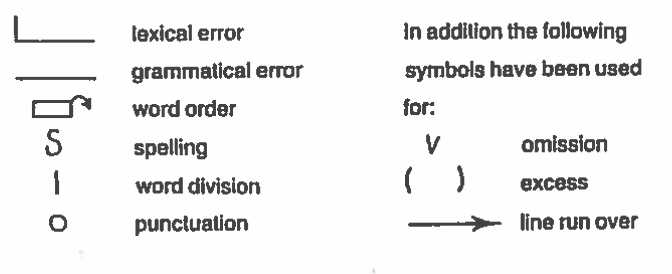 lexical error
grammatical error
word order
S spelling
word division
punctuation
In addition the following
symbols have been used
for:
V omission
( ) excess
line run over